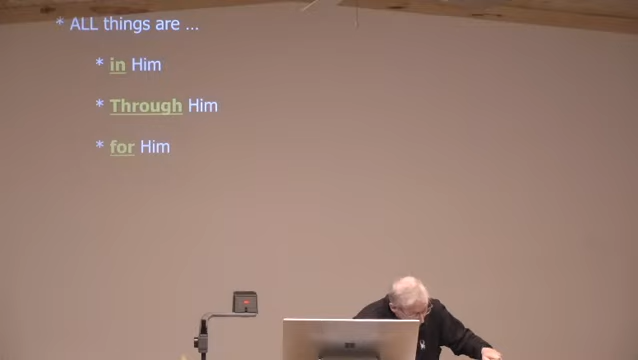 * ALL things are ...
* in Him
* Through Him
* for Him